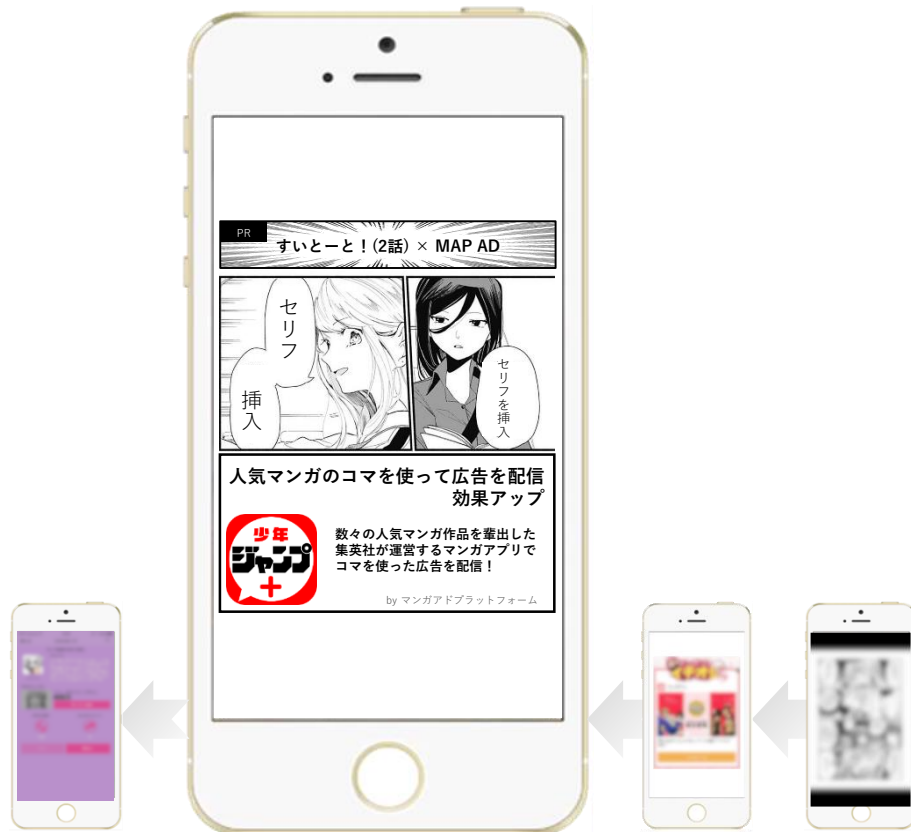 PR
すいとーと！(2話) × MAP AD
セリフを挿入
セリフ
挿入
人気マンガのコマを使って広告を配信
効果アップ
少年
ジャンプ
+
数々の人気マンガ作品を輩出した
集英社が運営するマンガアプリで
コマを使った広告を配信！
by マンガアドプラットフォーム